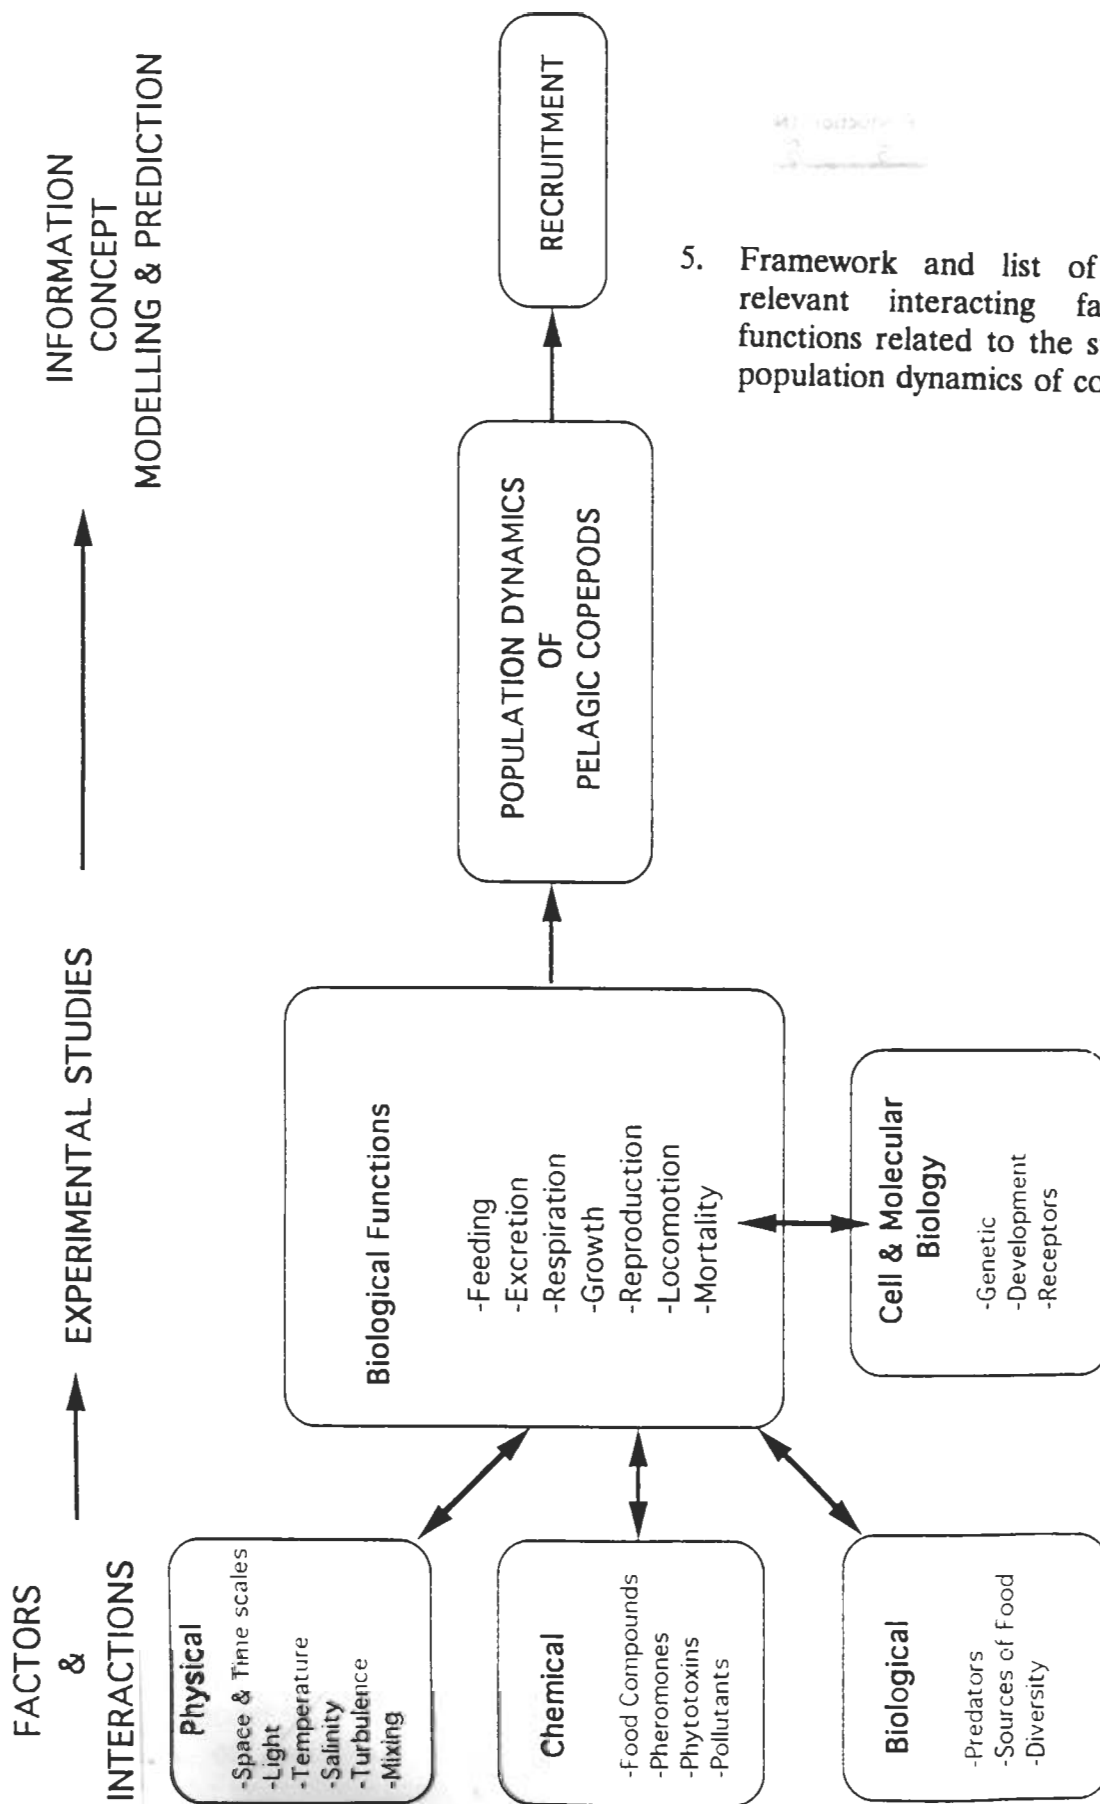 FACTORS
&
INTERACTIONS
EXPERIMENTAL STUDIES
INFORMATION
CONCEPT
MODELLING & PREDICTION
Physical
-Space & Time scales
-Light
-Temperature
-Salinity
-Turbulence
-Mixing
Chemical
-Food Compounds
-Pheromones
-Phytotoxins
-Pollutants
Biological
-Predators
-Sources of Food
-Diversity
Biological Functions
-Feeding
-Excretion
-Respiration
-Growth
-Reproduction
-Locomotion
-Mortality
Cell & Molecular
Biology
-Genetic
-Development
-Receptors
POPULATION DYNAMICS
OF
PELAGIC COPEPODS
RECRUITMENT
5. Framework and list of
relevant interacting fa
functions related to the s
population dynamics of co